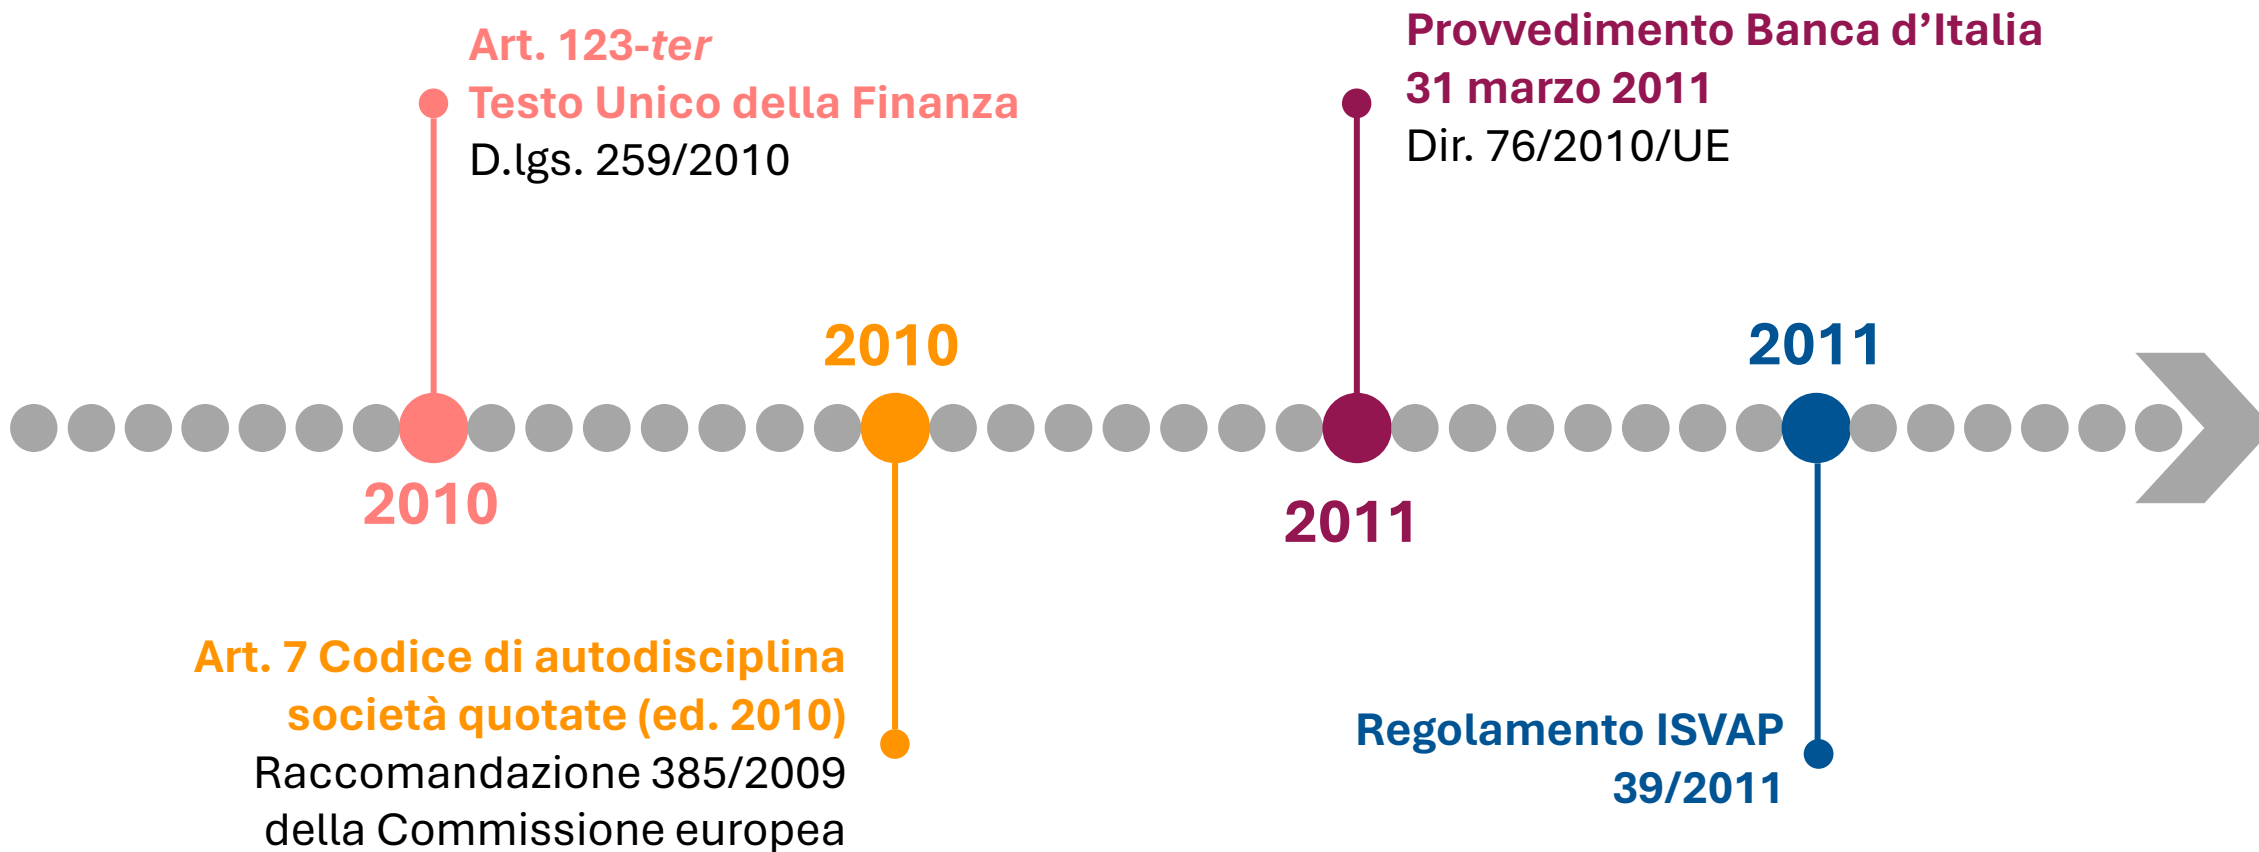 Art. 123-ter
Testo Unico della Finanza
D.lgs. 259/2010
2010
2010
Art. 7 Codice di autodisciplina
società quotate (ed. 2010)
Raccomandazione 385/2009
della Commissione europea
Provvedimento Banca d’Italia
31 marzo 2011
Dir. 76/2010/UE
2011
2011
Regolamento ISVAP
39/2011